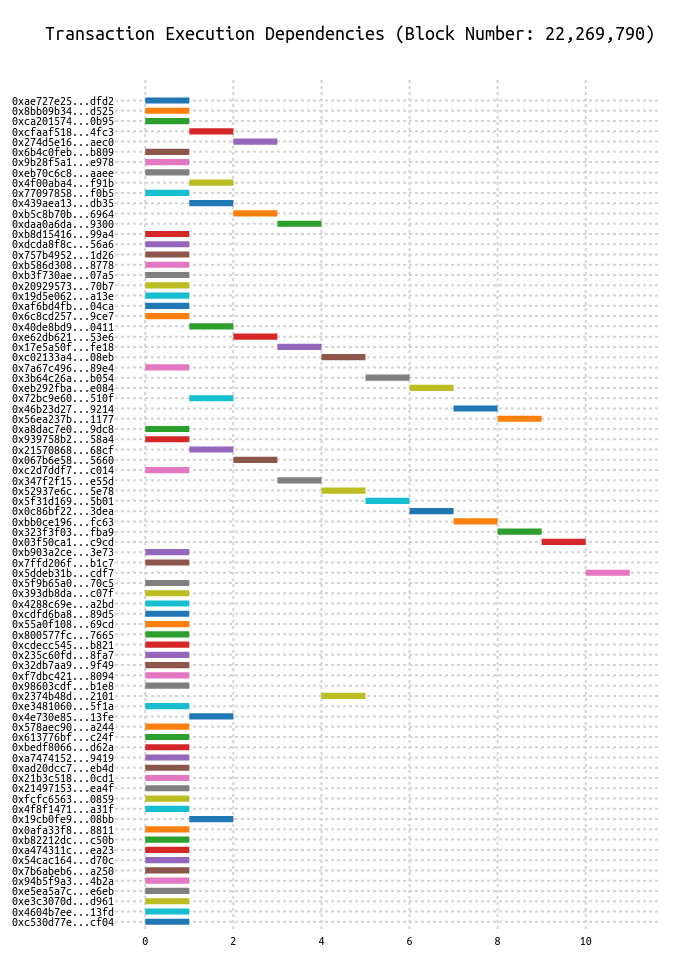 Transaction Execution Dependencies (Block Number: 22,269,790)
0xae727e25...dfd2
0x8bb09b34...d525
0xca201574...0b95
0xcfaaf518...4fc3
0x274d5e16...aec0
0x6b4c0feb...b809
0x9b28f5a1...e978
0xeb70c6c8...aaee
0x4f00aba4...f91b
0x77097858...f0b5
0x439aea13...db35
0xb5c8b70b...6964
0xdaa0a6da...9300
0xb8d15416...99a4
0xdcda8f8c...56a6
0x757b4952...1d26
0xb586d308...8778
0xb3f730ae...07a5
0x20929573...70b7
0x19d5e062...a13e
0xaf6bd4fb...04ca
0x6c8cd257...9ce7
0x40de8bd9...0411
0xe62db621...53e6
0x17e5a50f...fe18
0xc02133a4...08eb
0x7a67c496...89e4
0x3b64c26a...b054
0xeb292fba...e084
0x72bc9e60...510f
0x46b23d27...9214
0x56ea237b...1177
0xa8dac7e0...9dc8
0x939758b2...58a4
0x21570868...68cf
0x067b6e58...5660
0xc2d7ddf7...c014
0x347f2f15...e55d
0x52937e6c...5e78
0x5f31d169...5b01
0x0c86bf22...3dea
0xbb0ce196...fc63
0x323f3f03...fba9
0x03f50ca1...c9cd
0xb903a2ce...3e73
0x7ffd206f...b1c7
0x5ddeb31b...cdf7
0x5f9b65a0...70c5
0x393db8da...c07f
0x4288c69e...a2bd
0xcdfd6ba8...89d5
0x55a0f108...69cd
0x800577fc...7665
0xcdecc545...b821
0x235c60fd...8fa7
0x32db7aa9...9f49
0xf7dbc421...8094
0x98603cdf...b1e8
0x2374b48d...2101
0xe3481060...5f1a
0x4e730e85...13fe
0x578aec90...a244
0x613776bf...c24f
0xbedf8066...d62a
0xa7474152...9419
0xad20dcc7...eb4d
0x21b3c518...0cd1
0x21497153...ea4f
0xfcfc6563...0859
0x4f8f1471...a31f
0x19cb0fe9...08bb
0x0afa33f8...8811
0xb82212dc...c50b
0xa474311c...ea23
0x54cac164...d70c
0x7b6abeb6...a250
0x94b5f9a3...4b2a
0xe5ea5a7c...e6eb
0xe3c3070d...d961
0x4604b7ee...13fd
0xc530d77e...cf04
0 2 4 6 8 10